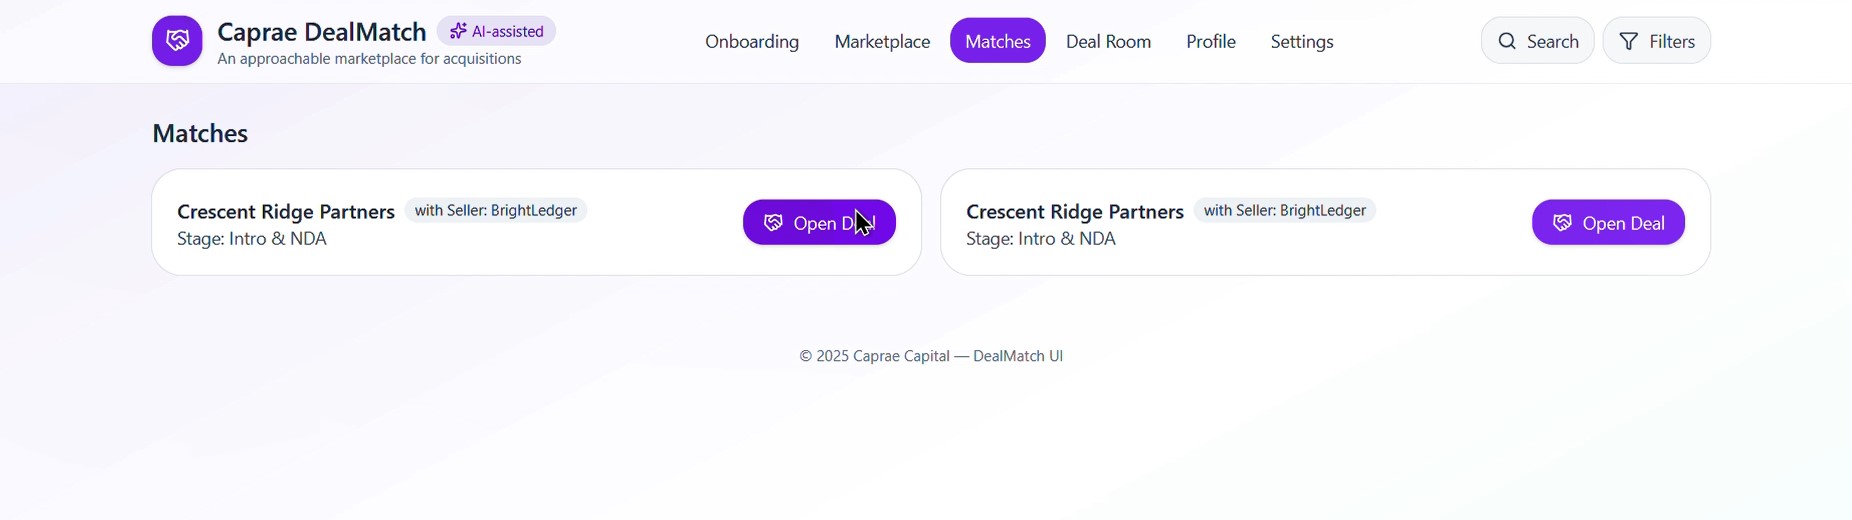 Caprae DealMatch AI-assisted
An approachable marketplace for acquisitions
Onboarding Marketplace Matches Deal Room Profile Settings
Search Filters
Matches
Crescent Ridge Partners with Seller: BrightLedger
Stage: Intro & NDA
Open Deal
Crescent Ridge Partners with Seller: BrightLedger
Stage: Intro & NDA
Open Deal
© 2025 Caprae Capital — DealMatch UI